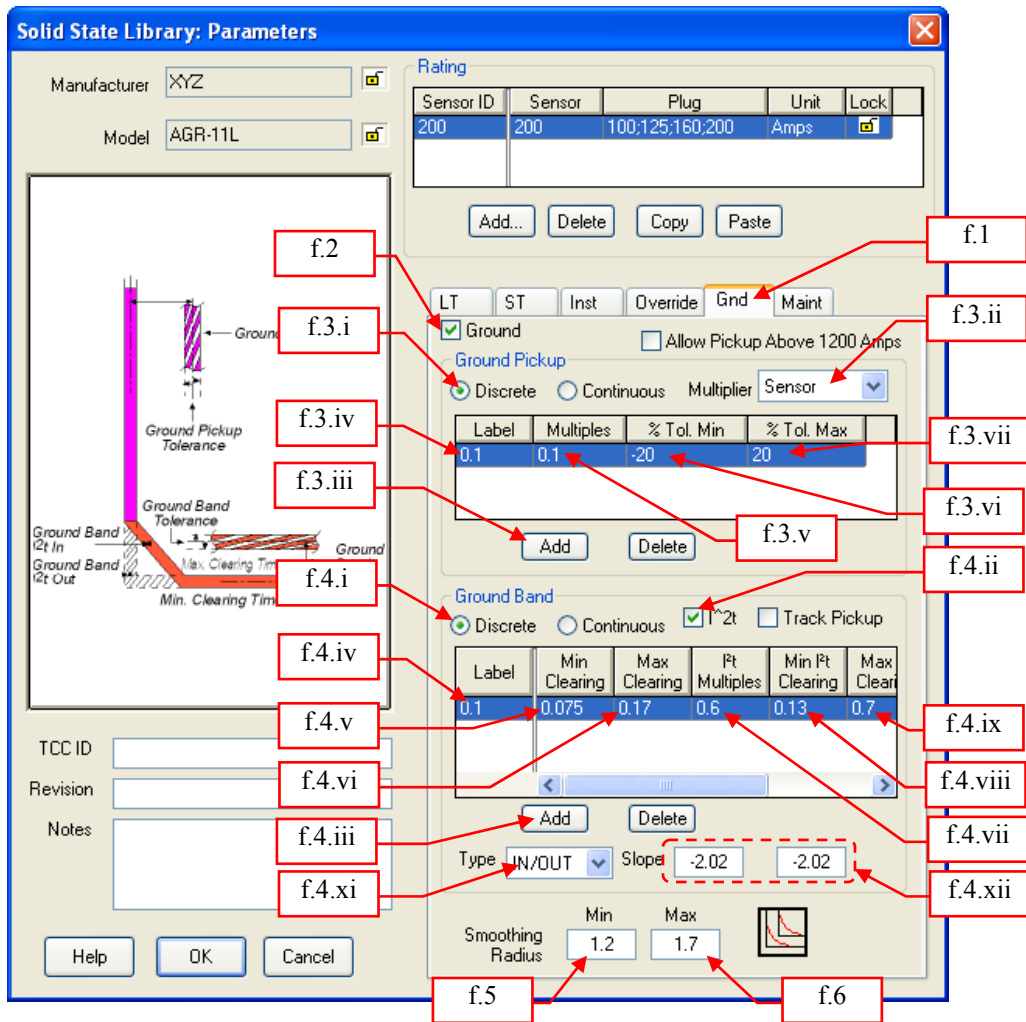 Solid State Library: Parameters
Manufacturer XYZ
Model AGR-11L
Rating
Sensor ID Sensor Plug Unit Lock
200 200 100;125;160;200 Amps
Add... Delete Copy Paste
f.1
f.2
LT ST Inst Override Gnd Maint
Ground
Allow Pickup Above 1200 Amps
f.3.i
f.3.ii
Ground Pickup
Discrete Continuous Multiplier Sensor
f.3.iv
Label Multiples % Tol. Min % Tol. Max
0.1 0.1 -20 20
f.3.vii
f.3.iii
f.3.vi
f.3.v
Add Delete
Ground
Ground Pickup
Tolerance
Ground Band
Tolerance
Ground Band
I2t In
Ground Band
I2t Out
Max. Clearing Tim
Ground
Min. Clearing Time
f.4.i
f.4.ii
Ground Band
Discrete Continuous I^2t Track Pickup
f.4.iv
Label Min Clearing Max Clearing I²t Multiples Min I²t Clearing Max Cleari
0.1 0.075 0.17 0.6 0.13 0.7
f.4.v
f.4.ix
f.4.vi
f.4.viii
f.4.iii
f.4.vii
Add Delete
Type IN/OUT Slope -2.02 -2.02
f.4.xi
f.4.xii
TCC ID
Revision
Notes
Min Max
Smoothing Radius 1.2 1.7
Help OK Cancel
f.5
f.6